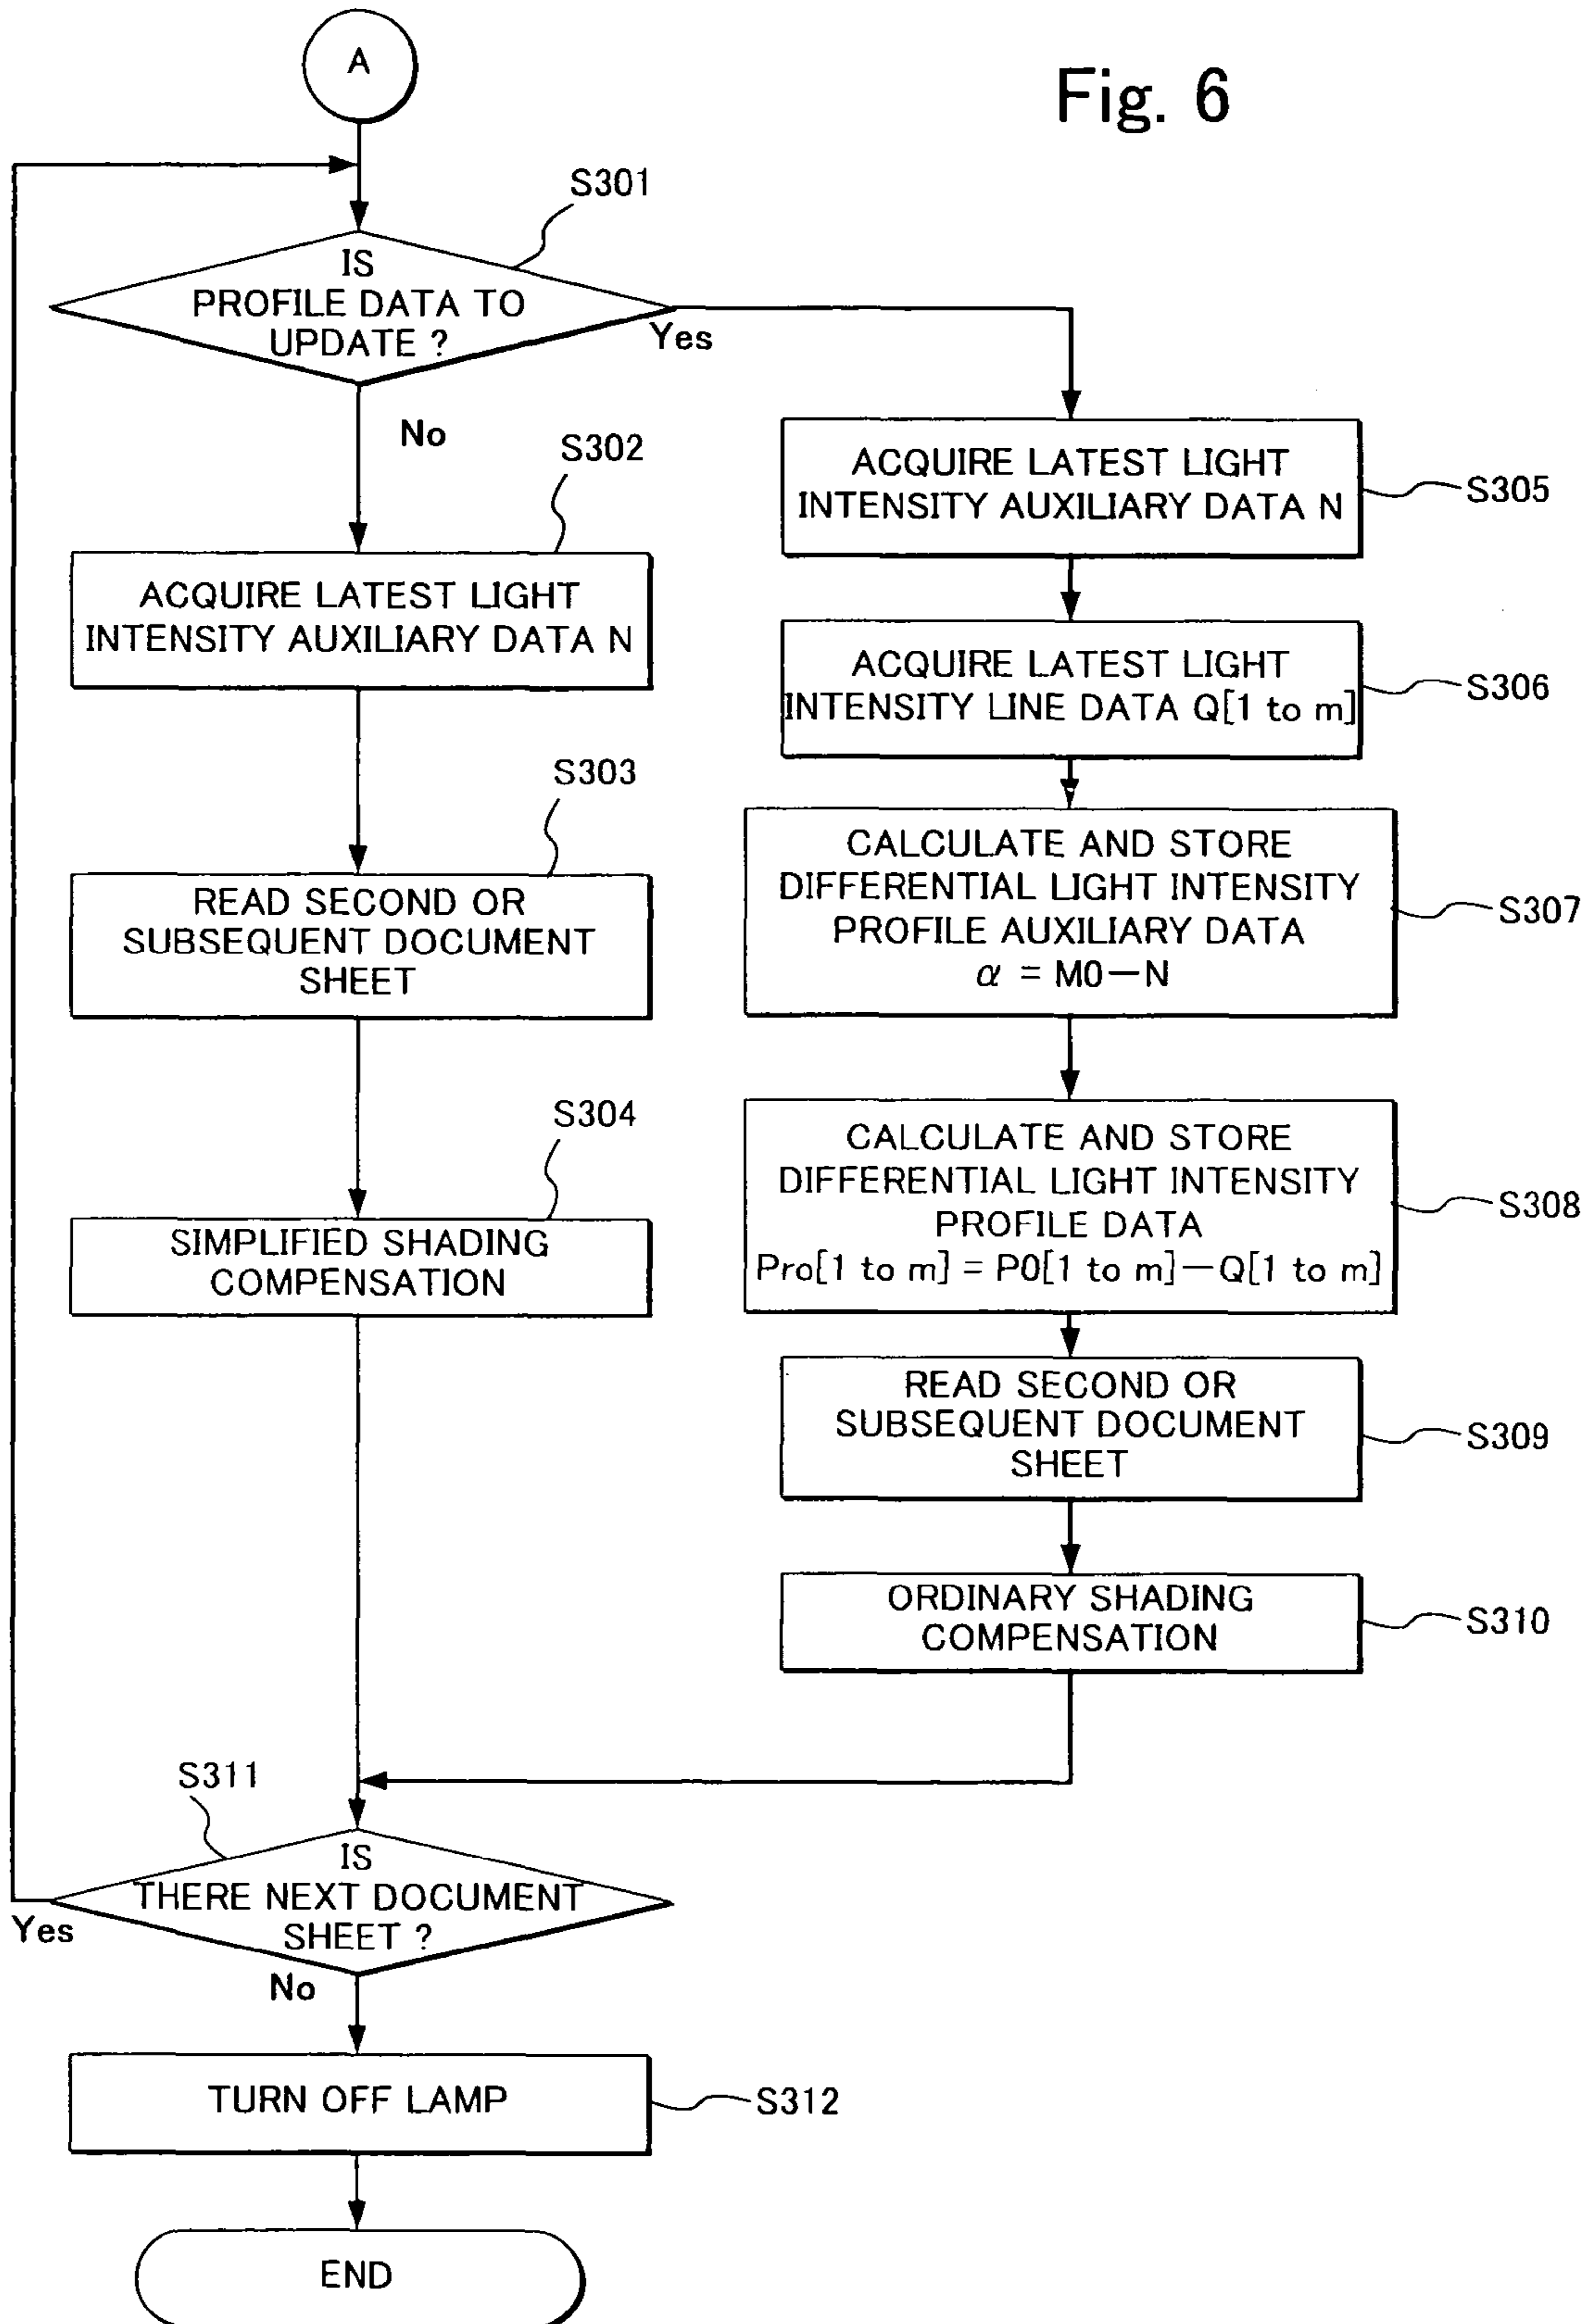 A
Fig. 6
S301
IS
PROFILE DATA TO
UPDATE ?
Yes
No
S302
ACQUIRE LATEST LIGHT
INTENSITY AUXILIARY DATA N
S303
READ SECOND OR
SUBSEQUENT DOCUMENT
SHEET
S304
SIMPLIFIED SHADING
COMPENSATION
ACQUIRE LATEST LIGHT
INTENSITY AUXILIARY DATA N
S305
ACQUIRE LATEST LIGHT
INTENSITY LINE DATA Q[1 to m]
S306
CALCULATE AND STORE
DIFFERENTIAL LIGHT INTENSITY
PROFILE AUXILIARY DATA
α = M0－N
S307
CALCULATE AND STORE
DIFFERENTIAL LIGHT INTENSITY
PROFILE DATA
Pro[1 to m] = P0[1 to m]－Q[1 to m]
S308
READ SECOND OR
SUBSEQUENT DOCUMENT
SHEET
S309
ORDINARY SHADING
COMPENSATION
S310
S311
IS
THERE NEXT DOCUMENT
SHEET ?
Yes
No
TURN OFF LAMP
S312
END